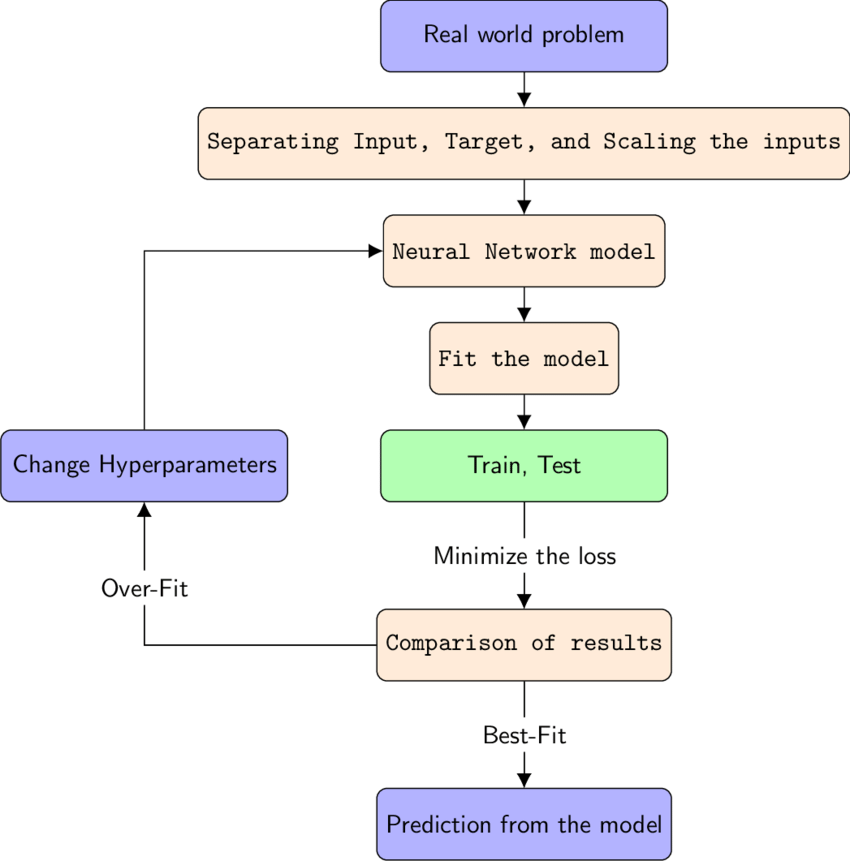 Real world problem
Separating Input, Target, and Scaling the inputs
Neural Network model
Fit the model
Change Hyperparameters
Train, Test
Minimize the loss
Over-Fit
Comparison of results
Best-Fit
Prediction from the model